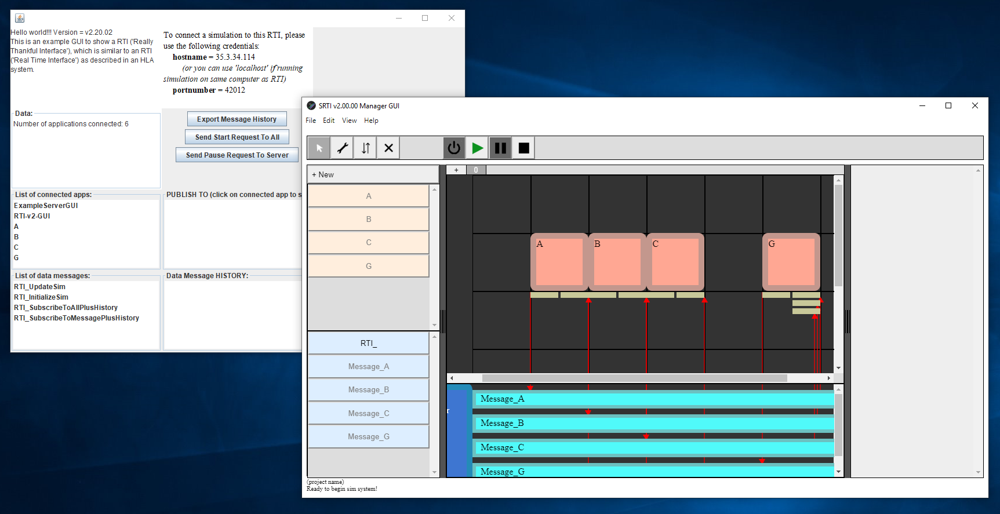 Hello world!!! Version = v2.20.02
This is an example GUI to show a RTI ('Really
Thankful Interface'), which is similar to an RTI
('Real Time Interface') as described in an HLA
system.
To connect a simulation to this RTI, please
use the following credentials:
hostname = 35.3.34.114
(or you can use 'localhost' if running
simulation on same computer as RTI)
portnumber = 42012
Data:
Number of applications connected: 6
Export Message History
Send Start Request To All
Send Pause Request To Server
List of connected apps:
ExampleServerGUI
RTI-v2-GUI
A
B
C
G
PUBLISH TO (click on connected app to s
List of data messages:
RTI_UpdateSim
RTI_InitializeSim
RTI_SubscribeToAllPlusHistory
RTI_SubscribeToMessagePlusHistory
Data Message HISTORY:
SRTI v2.00.00 Manager GUI
File Edit View Help
+ New
A
B
C
G
RTI_
Message_A
Message_B
Message_C
Message_G
+ 0
A B C G
r
Message_A
Message_B
Message_C
Message_G
(project name)
Ready to begin sim system!